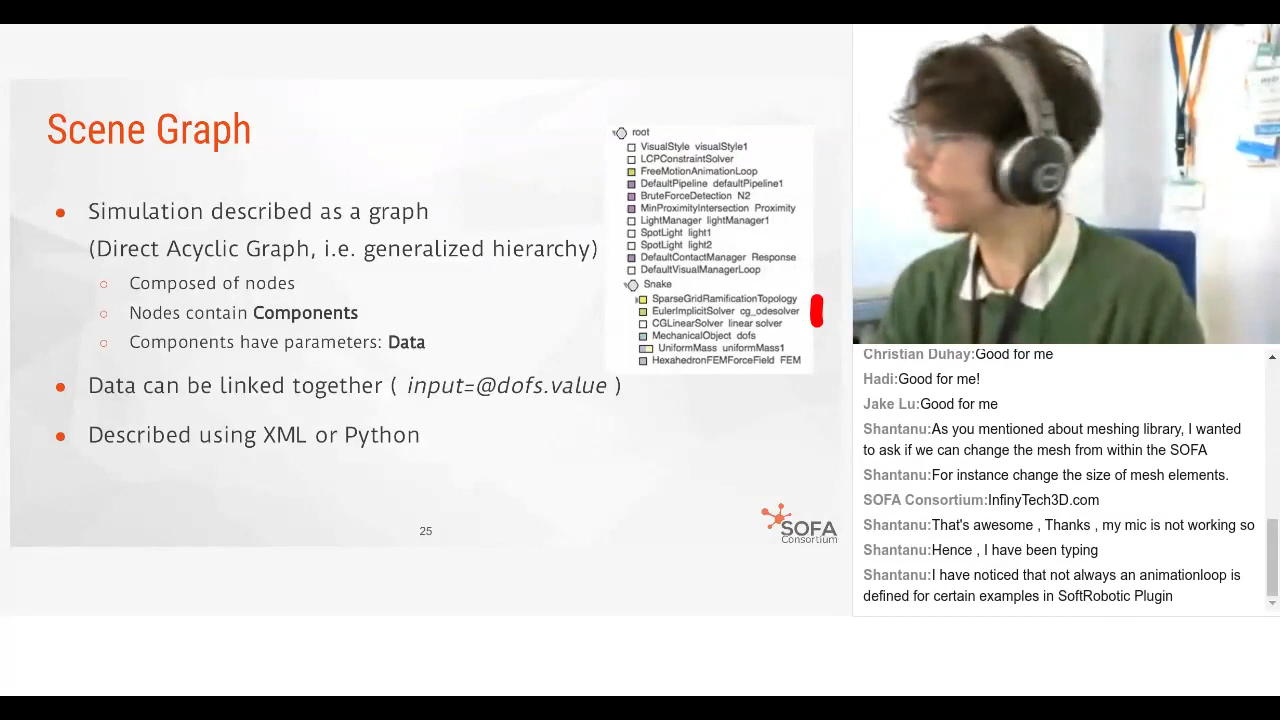 Scene Graph
● Simulation described as a graph
(Direct Acyclic Graph, i.e. generalized hierarchy)
○ Composed of nodes
○ Nodes contain Components
○ Components have parameters: Data
● Data can be linked together ( input=@dofs.value )
● Described using XML or Python
root
VisualStyle visualStyle1
LCPConstraintSolver
FreeMotionAnimationLoop
DefaultPipeline defaultPipeline1
BruteForceDetection N2
MinProximityIntersection Proximity
LightManager lightManager1
SpotLight light1
SpotLight light2
DefaultContactManager Response
DefaultVisualManagerLoop
Snake
SparseGridRamificationTopology
EulerImplicitSolver cg_odesolver
CGLinearSolver linear solver
MechanicalObject dofs
UniformMass uniformMass1
HexahedronFEMForceField FEM
25
SOFA
Consortium
Christian Duhay:Good for me
Hadi:Good for me!
Jake Lu:Good for me
Shantanu:As you mentioned about meshing library, I wanted
to ask if we can change the mesh from within the SOFA
Shantanu:For instance change the size of mesh elements.
SOFA Consortium:InfinyTech3D.com
Shantanu:That's awesome , Thanks , my mic is not working so
Shantanu:Hence , I have been typing
Shantanu:I have noticed that not always an animationloop is
defined for certain examples in SoftRobotic Plugin